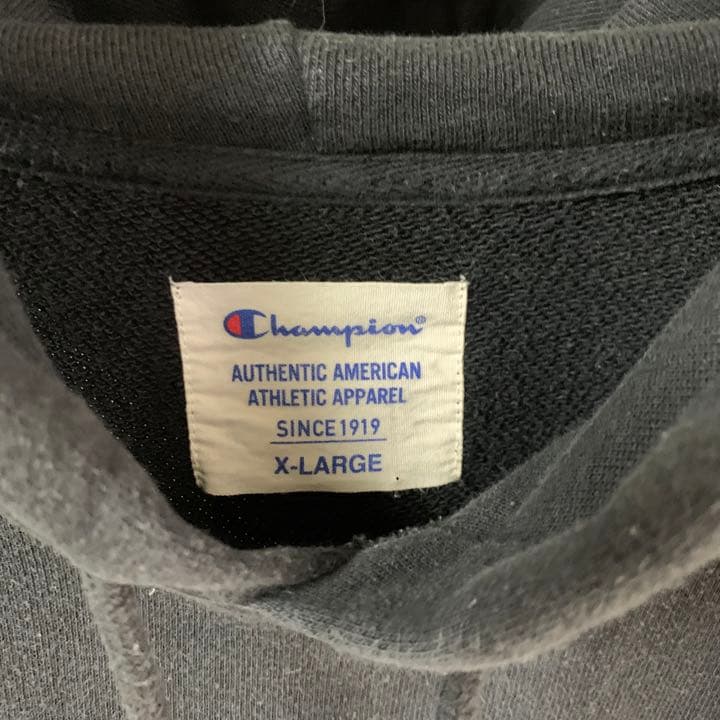 Champion®
AUTHENTIC AMERICAN
ATHLETIC APPAREL
SINCE 1919
X-LARGE